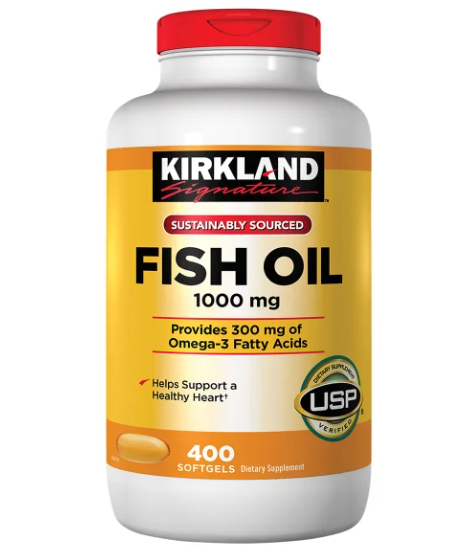 KIRKLAND
Signature™
SUSTAINABLY SOURCED
FISH OIL
1000 mg
Provides 300 mg of
Omega-3 Fatty Acids
Helps Support a
Healthy Heart†
DIETARY SUPPLEMENT
USP®
VERIFIED
400
SOFTGELS Dietary Supplement